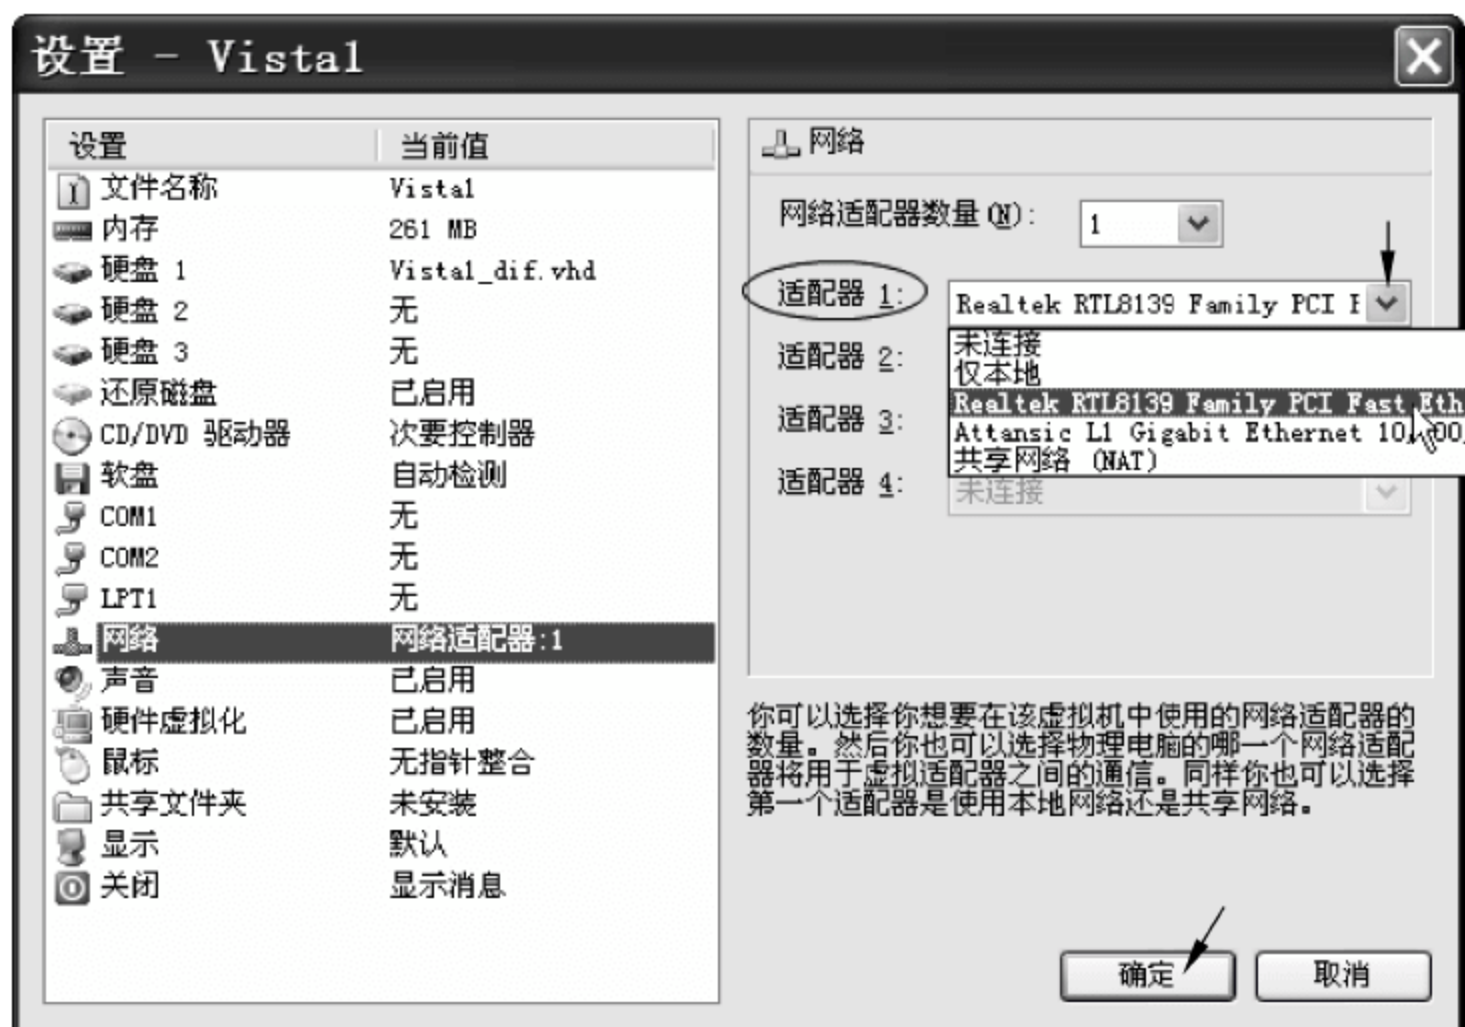 设置 - Vista1
设置 当前值
文件名称 Vista1
内存 261 MB
硬盘 1 Vista1_dif.vhd
硬盘 2 无
硬盘 3 无
还原磁盘 已启用
CD/DVD 驱动器 次要控制器
软盘 自动检测
COM1 无
COM2 无
LPT1 无
网络 网络适配器:1
声音 已启用
硬件虚拟化 已启用
鼠标 无指针整合
共享文件夹 未安装
显示 默认
关闭 显示消息
网络
网络适配器数量(N): 1
适配器 1: Realtek RTL8139 Family PCI F
未连接
仅本地
适配器 2:
Realtek RTL8139 Family PCI Fast Eth
适配器 3:
Attansic L1 Gigabit Ethernet
共享网络 (NAT)
适配器 4: 未连接
你可以选择你想要在该虚拟机中使用的网络适配器的
数量。然后你也可以选择物理电脑的哪一个网络适配
器将用于虚拟适配器之间的通信。同样你也可以选择
第一个适配器是使用本地网络还是共享网络。
确定 取消